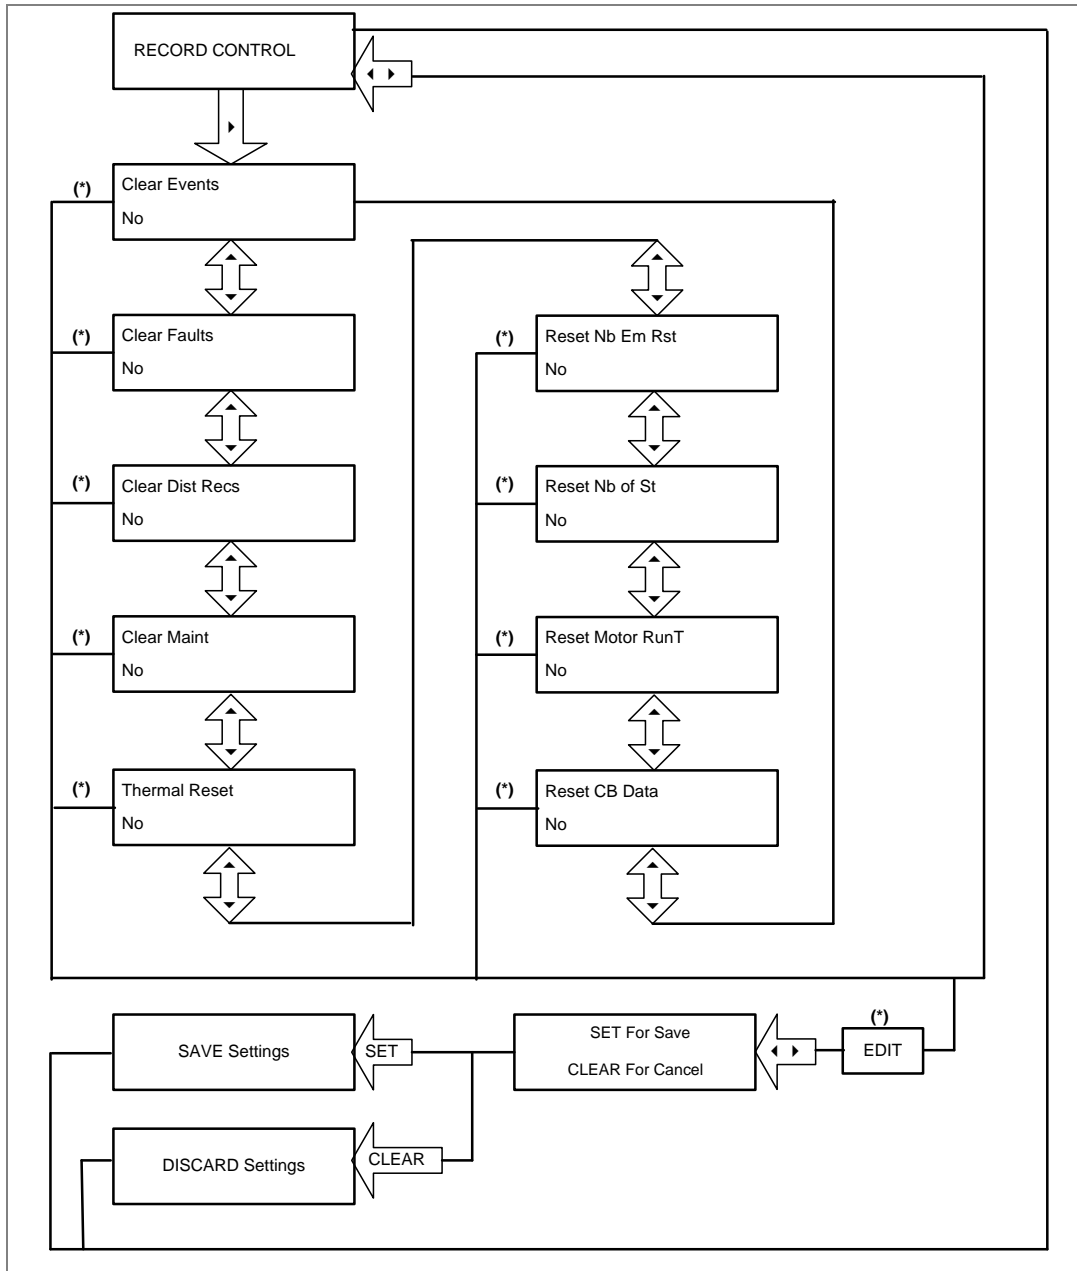 RECORD CONTROL
(*)
Clear Events
No
(*)
Clear Faults
No
(*)
Clear Dist Recs
No
(*)
Clear Maint
No
(*)
Thermal Reset
No
(*)
Reset Nb Em Rst
No
(*)
Reset Nb of St
No
(*)
Reset Motor RunT
No
(*)
Reset CB Data
No
SAVE Settings
SET
SET For Save
CLEAR For Cancel
(*)
EDIT
DISCARD Settings
CLEAR